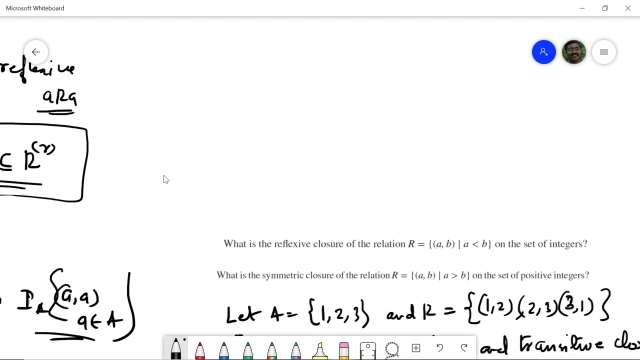 Microsoft Whiteboard
reflexive
aRa
⊆ R^(r)
What is the reflexive closure of the relation R = {(a, b) | a < b} on the set of integers?
What is the symmetric closure of the relation R = {(a, b) | a > b} on the set of positive integers?
I_A {(a,a)
a∈A}
Let A = {1,2,3} and R = {(1,2)(2,3)(3,1)}
and transitive clo